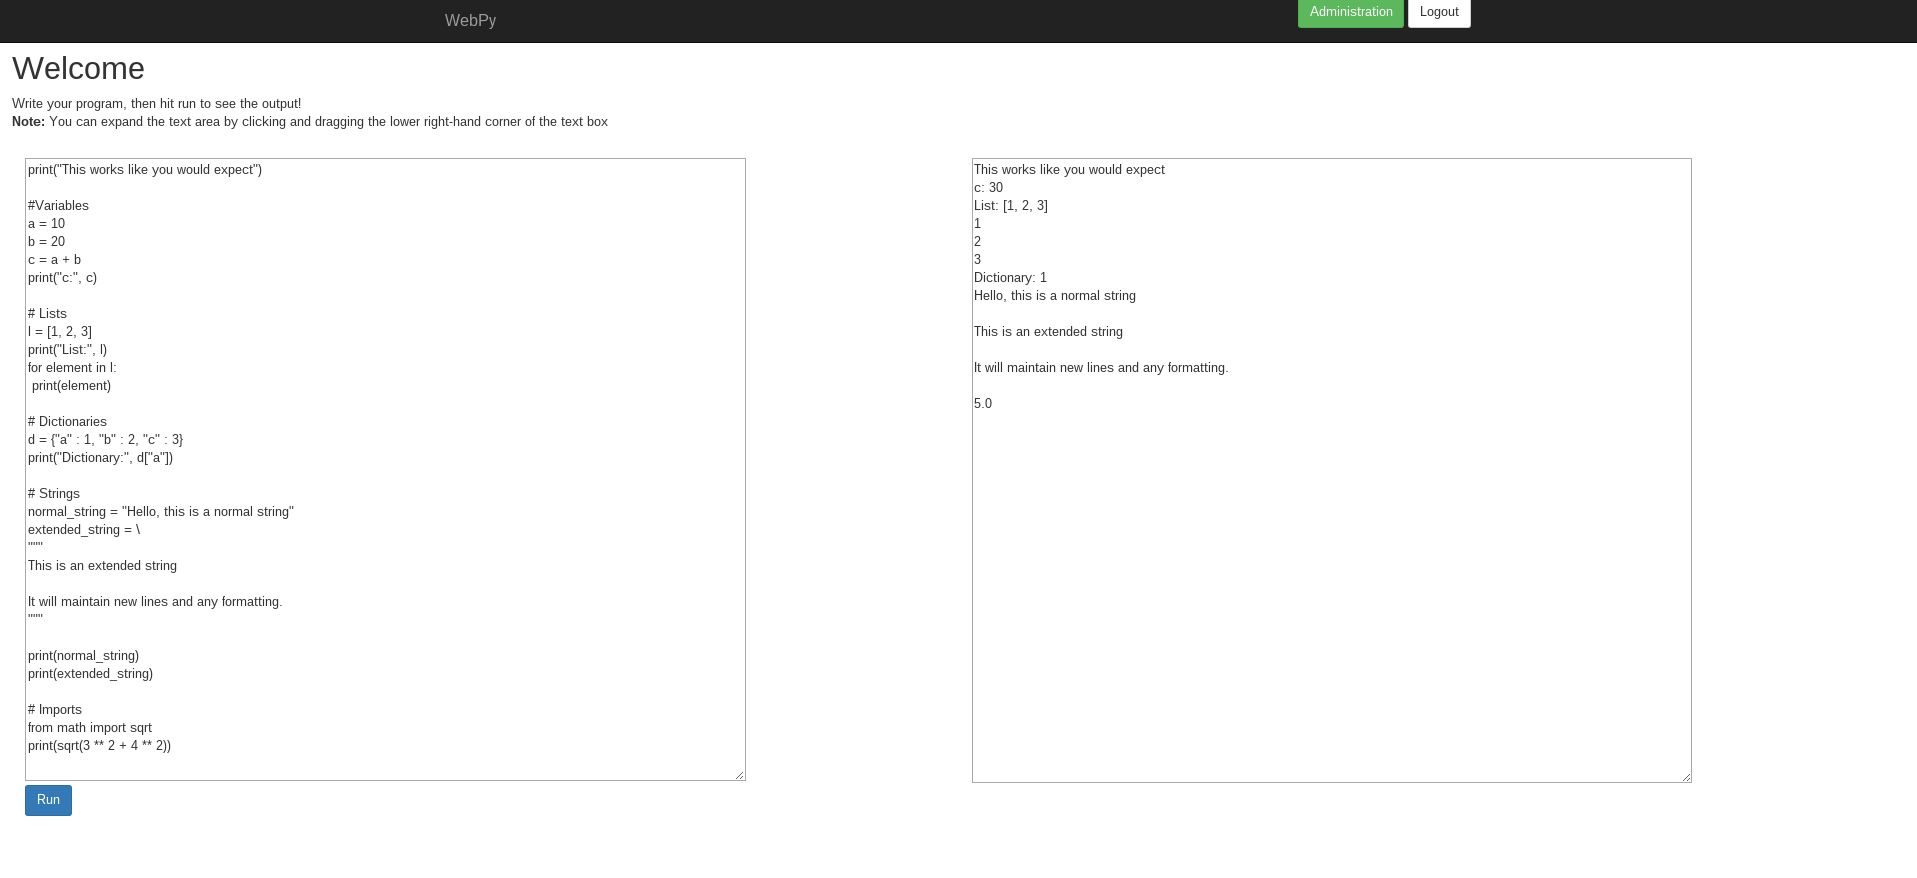 WebPy
Administration
Logout
Welcome
Write your program, then hit run to see the output!
Note: You can expand the text area by clicking and dragging the lower right-hand corner of the text box
print("This works like you would expect")

#Variables
a = 10
b = 20
c = a + b
print("c:", c)

# Lists
l = [1, 2, 3]
print("List:", l)
for element in l:
 print(element)

# Dictionaries
d = {"a" : 1, "b" : 2, "c" : 3}
print("Dictionary:", d["a"])

# Strings
normal_string = "Hello, this is a normal string"
extended_string = \
"""
This is an extended string

It will maintain new lines and any formatting.
"""

print(normal_string)
print(extended_string)

# Imports
from math import sqrt
print(sqrt(3 ** 2 + 4 ** 2))
Run
This works like you would expect
c: 30
List: [1, 2, 3]
1
2
3
Dictionary: 1
Hello, this is a normal string

This is an extended string

It will maintain new lines and any formatting.

5.0